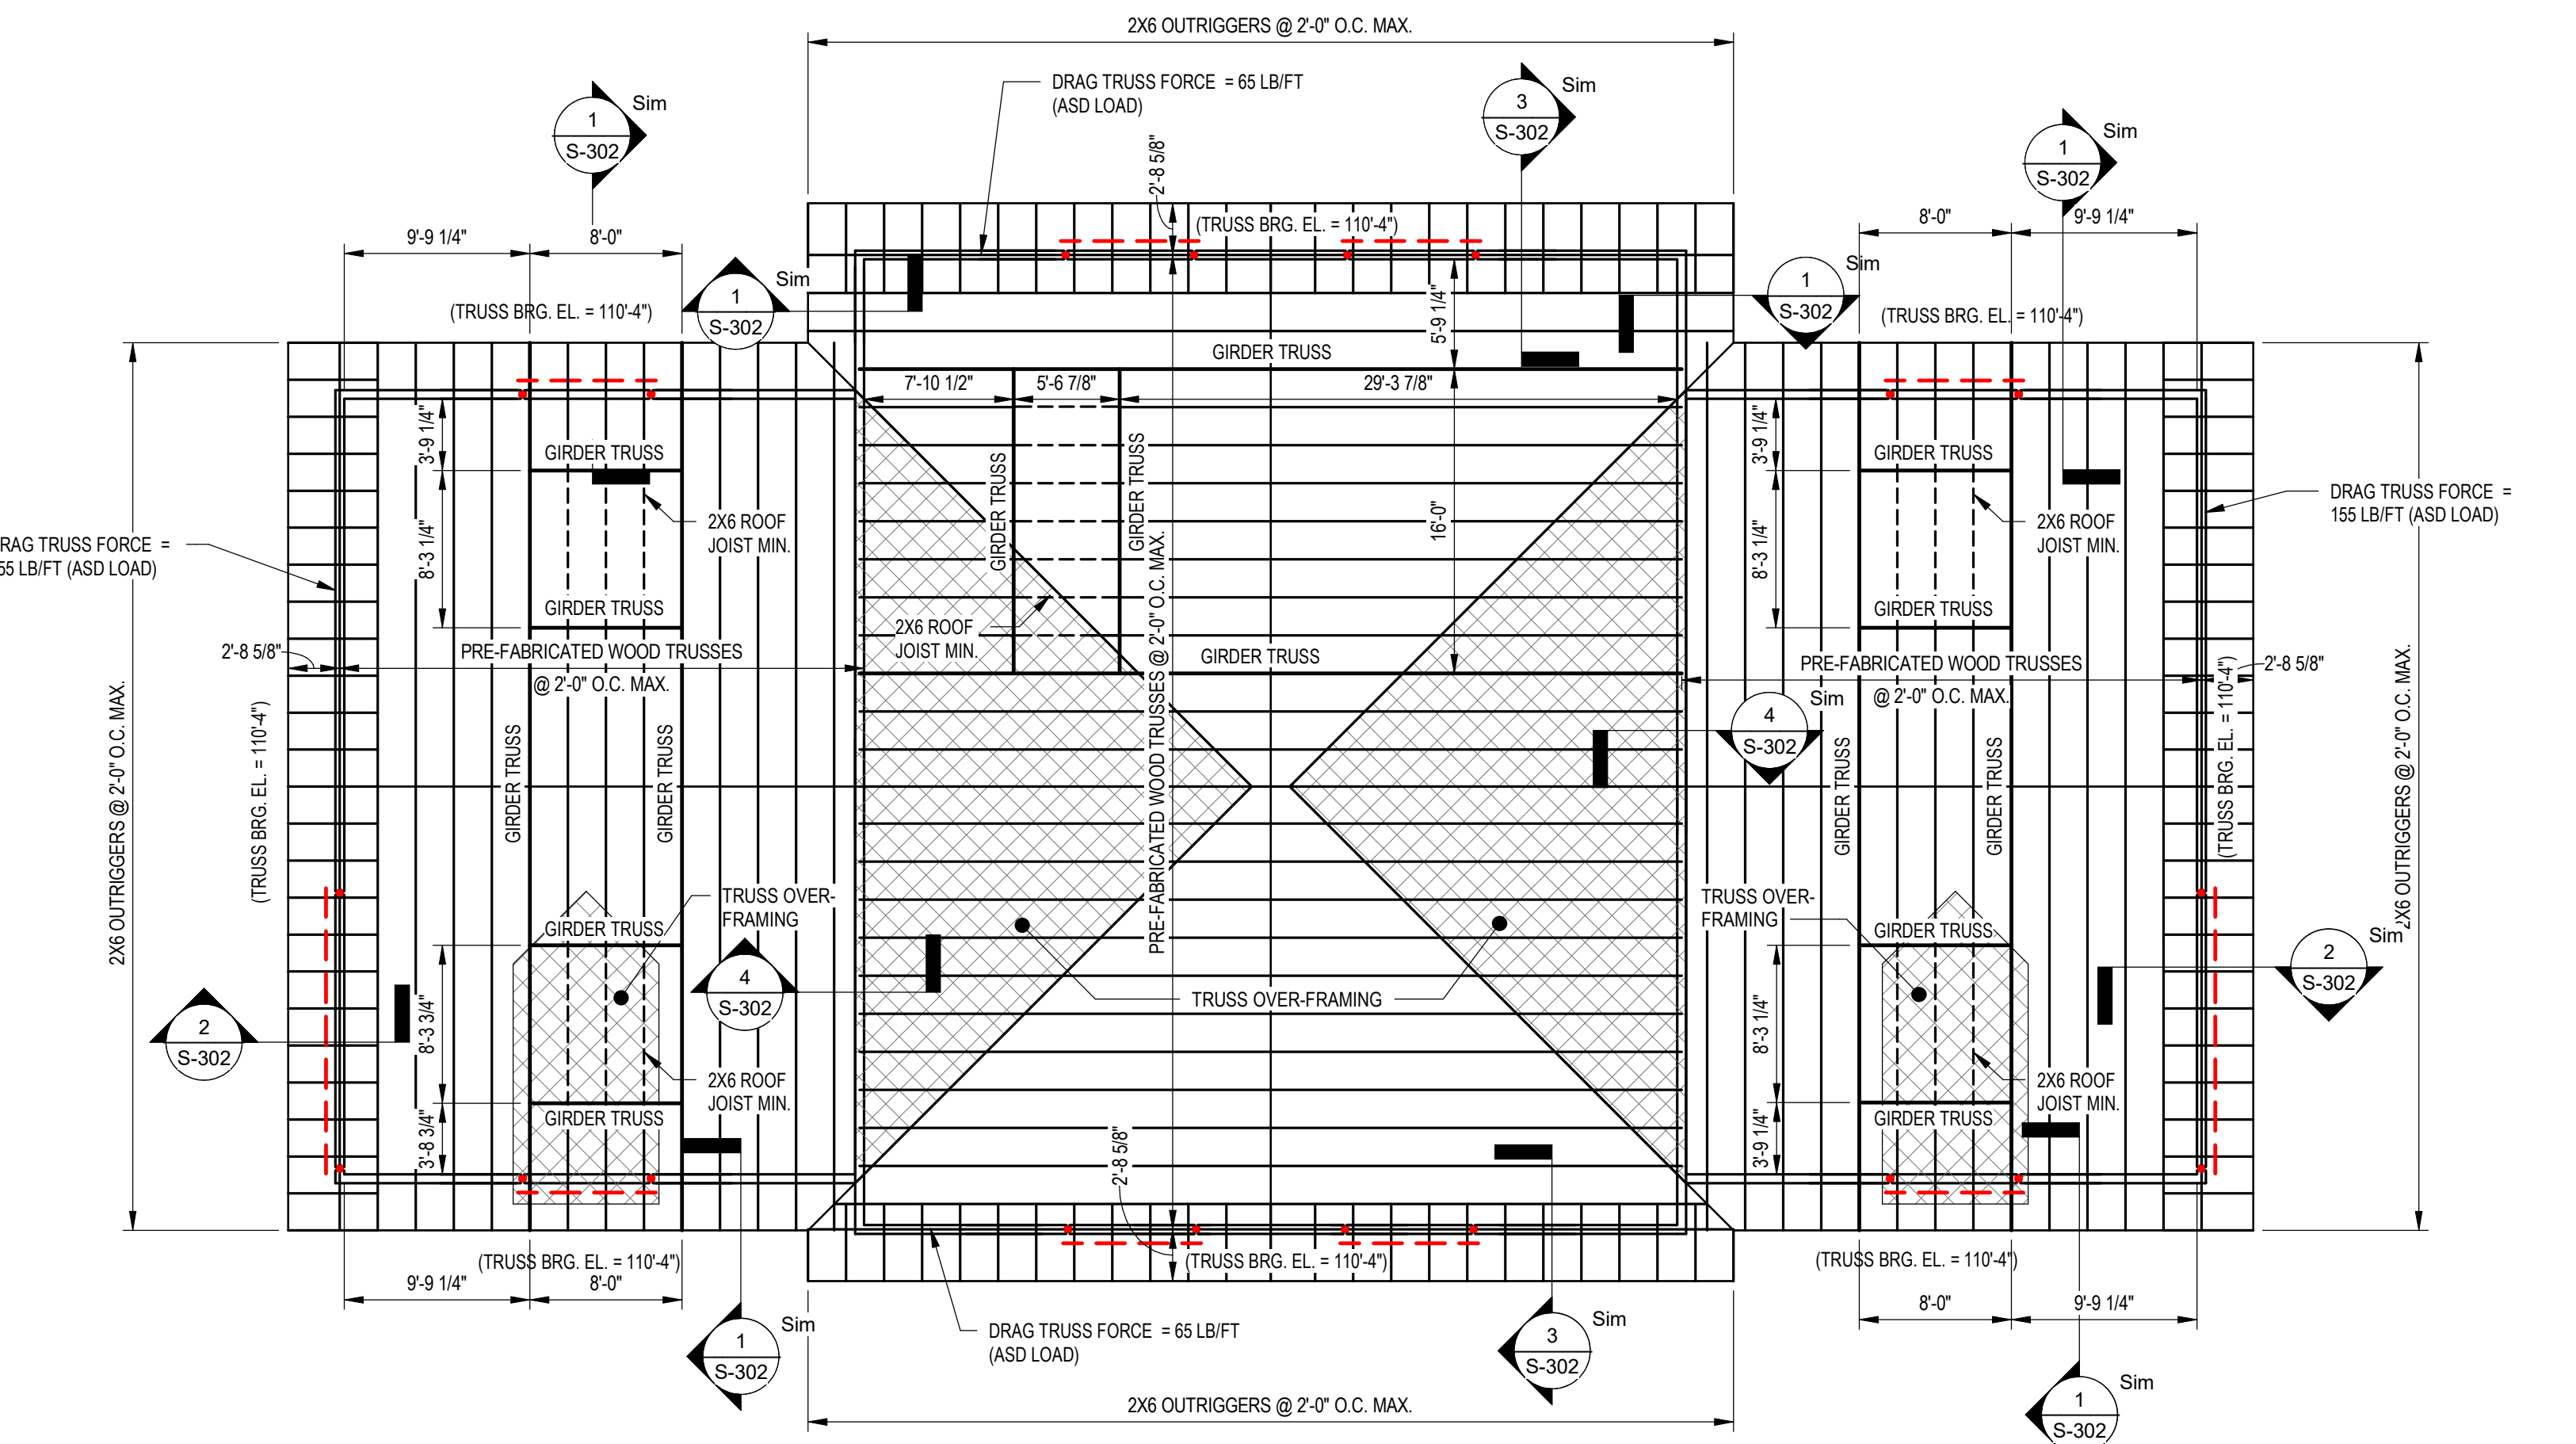 2X6 OUTRIGGERS @ 2'-0" O.C. MAX.
DRAG TRUSS FORCE = 65 LB/FT
(ASD LOAD)
1
S-302
Sim
3
S-302
Sim
1
S-302
Sim
2'-8 5/8"
(TRUSS BRG. EL. = 110'-4")
9'-9 1/4"
8'-0"
8'-0"
9'-9 1/4"
1
S-302
Sim
1
S-302
Sim
(TRUSS BRG. EL. = 110'-4")
(TRUSS BRG. EL. = 110'-4")
5'-9 1/4"
GIRDER TRUSS
7'-10 1/2"
5'-6 7/8"
29'-3 7/8"
3'-9 1/4"
GIRDER TRUSS
3'-9 1/4"
GIRDER TRUSS
RAG TRUSS FORCE =
55 LB/FT (ASD LOAD)
8'-3 1/4"
2X6 ROOF
JOIST MIN.
GIRDER TRUSS
GIRDER TRUSS
16'-0"
8'-3 1/4"
2X6 ROOF
JOIST MIN.
DRAG TRUSS FORCE =
155 LB/FT (ASD LOAD)
GIRDER TRUSS
GIRDER TRUSS
2X6 ROOF
JOIST MIN.
GIRDER TRUSS
2'-8 5/8"
PRE-FABRICATED WOOD TRUSSES
@ 2'-0" O.C. MAX.
PRE-FABRICATED WOOD TRUSSES @ 2'-0" O.C. MAX.
PRE-FABRICATED WOOD TRUSSES
@ 2'-0" O.C. MAX.
2'-8 5/8"
4
S-302
Sim
2X6 OUTRIGGERS @ 2'-0" O.C. MAX.
(TRUSS BRG. EL. = 110'-4")
GIRDER TRUSS
GIRDER TRUSS
GIRDER TRUSS
GIRDER TRUSS
(TRUSS BRG. EL. = 110'-4")
2X6 OUTRIGGERS @ 2'-0" O.C. MAX.
TRUSS OVER-
FRAMING
TRUSS OVER-
FRAMING
GIRDER TRUSS
GIRDER TRUSS
2
S-302
4
S-302
TRUSS OVER-FRAMING
2
S-302
Sim
8'-3 3/4"
8'-3 1/4"
2X6 ROOF
JOIST MIN.
2X6 ROOF
JOIST MIN.
GIRDER TRUSS
GIRDER TRUSS
3'-8 3/4"
2'-8 5/8"
3'-9 1/4"
(TRUSS BRG. EL. = 110'-4")
(TRUSS BRG. EL. = 110'-4")
(TRUSS BRG. EL. = 110'-4")
9'-9 1/4"
8'-0"
8'-0"
9'-9 1/4"
1
S-302
Sim
DRAG TRUSS FORCE = 65 LB/FT
(ASD LOAD)
3
S-302
Sim
1
S-302
Sim
2X6 OUTRIGGERS @ 2'-0" O.C. MAX.